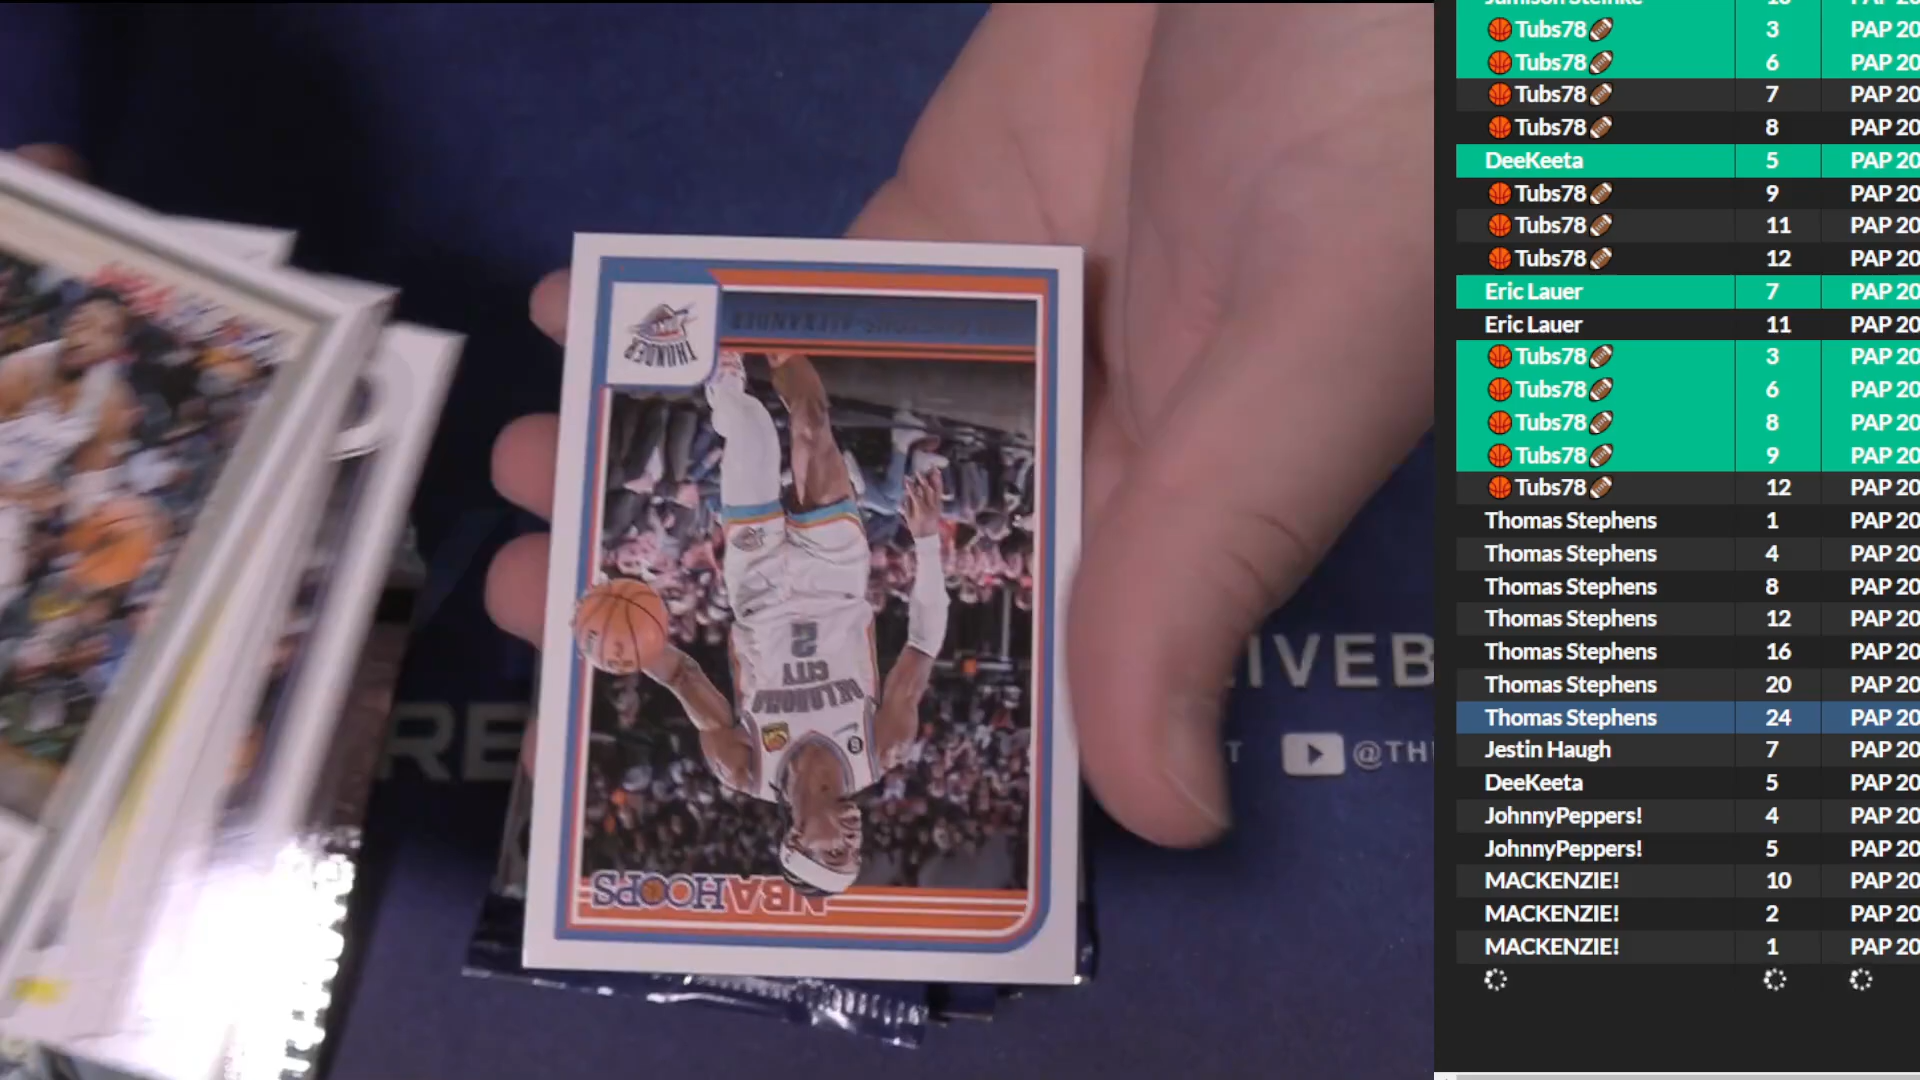 SHAI GILGEOUS-ALEXANDER
THUNDER
2
CITY
OKLAHOMA
NBA HOOPS
RE
IVEB
T
@TH
3 PAP 20
🏀 Tubs78🏈 3 PAP 20
🏀 Tubs78🏈 6 PAP 20
🏀 Tubs78🏈 7 PAP 20
🏀 Tubs78🏈 8 PAP 20
DeeKeeta 5 PAP 20
🏀 Tubs78🏈 9 PAP 20
🏀 Tubs78🏈 11 PAP 20
🏀 Tubs78🏈 12 PAP 20
Eric Lauer 7 PAP 20
Eric Lauer 11 PAP 20
🏀 Tubs78🏈 3 PAP 20
🏀 Tubs78🏈 6 PAP 20
🏀 Tubs78🏈 8 PAP 20
🏀 Tubs78🏈 9 PAP 20
🏀 Tubs78🏈 12 PAP 20
Thomas Stephens 1 PAP 20
Thomas Stephens 4 PAP 20
Thomas Stephens 8 PAP 20
Thomas Stephens 12 PAP 20
Thomas Stephens 16 PAP 20
Thomas Stephens 20 PAP 20
Thomas Stephens 24 PAP 20
Jestin Haugh 7 PAP 20
DeeKeeta 5 PAP 20
JohnnyPeppers! 4 PAP 20
JohnnyPeppers! 5 PAP 20
MACKENZIE! 10 PAP 20
MACKENZIE! 2 PAP 20
MACKENZIE! 1 PAP 20